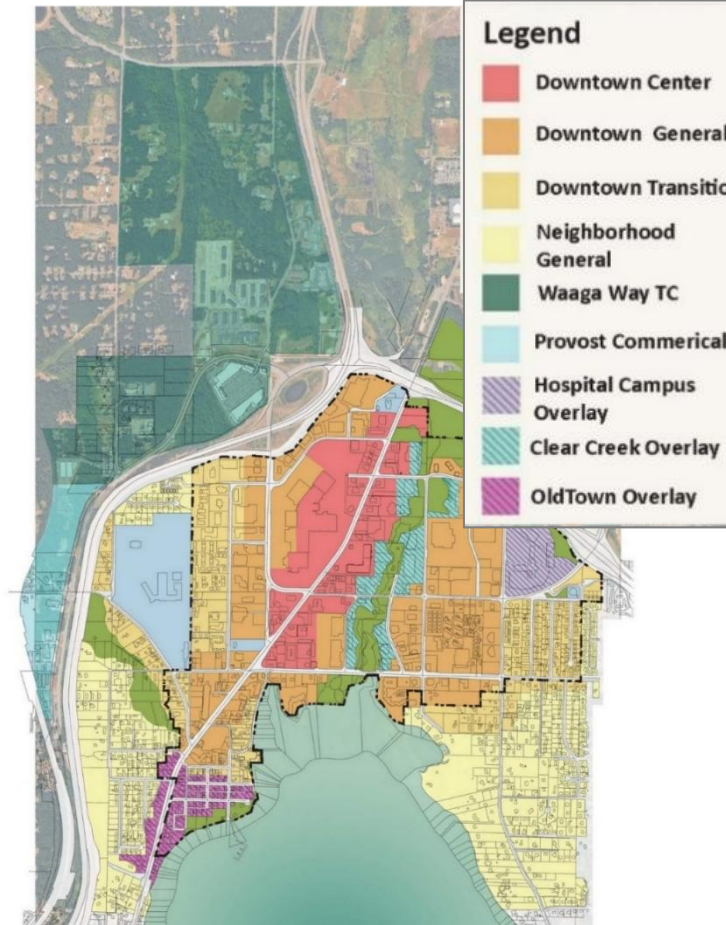 Legend
Downtown Center
Downtown General
Downtown Transitio
Neighborhood
General
Waaga Way TC
Provost Commerical
Hospital Campus
Overlay
Clear Creek Overlay
OldTown Overlay